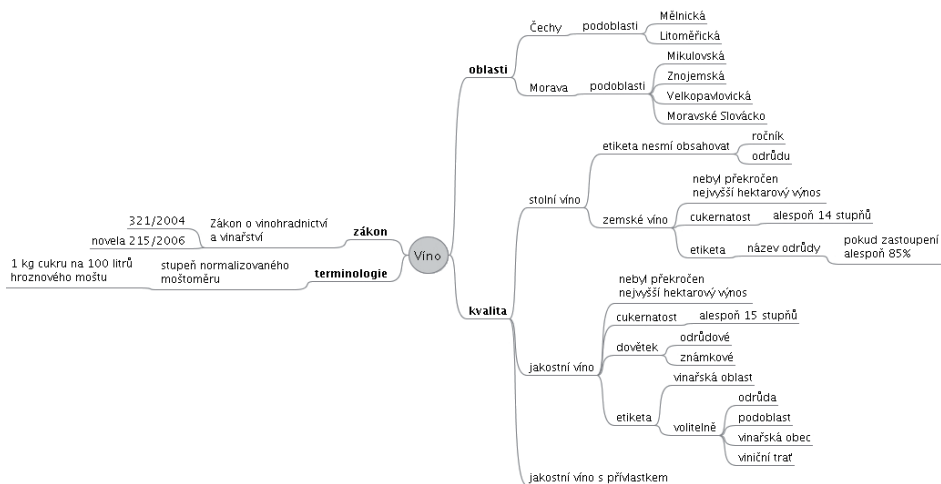 Víno
oblasti
Čechy
podoblasti
Mělnická
Litoměřická
Morava
podoblasti
Mikulovská
Znojemská
Velkopavlovická
Moravské Slovácko
kvalita
stolní víno
etiketa nesmí obsahovat
ročník
odrůdu
zemské víno
nebyl překročen
nejvyšší hektarový výnos
cukernatost
alespoň 14 stupňů
etiketa
název odrůdy
pokud zastoupení
alespoň 85%
jakostní víno
nebyl překročen
nejvyšší hektarový výnos
cukernatost
alespoň 15 stupňů
dovětek
odrůdové
známkové
etiketa
vinařská oblast
volitelně
odrůda
podoblast
vinařská obec
viniční trať
jakostní víno s přívlastkem
zákon
Zákon o vinohradnictví
a vinařství
321/2004
novela 215/2006
terminologie
stupeň normalizovaného
moštoměru
1 kg cukru na 100 litrů
hroznového moštu